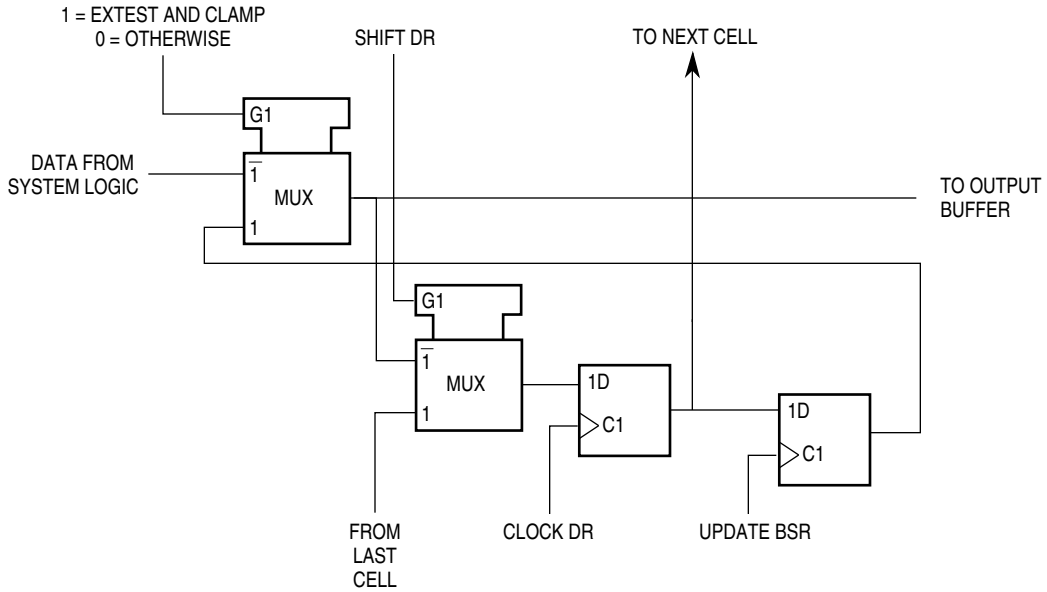 1 = EXTEST AND CLAMP
0 = OTHERWISE
SHIFT DR
TO NEXT CELL
G1
DATA FROM
SYSTEM LOGIC
1̅
MUX
1
TO OUTPUT
BUFFER
G1
1̅
MUX
1
1D
C1
1D
C1
FROM
LAST
CELL
CLOCK DR
UPDATE BSR